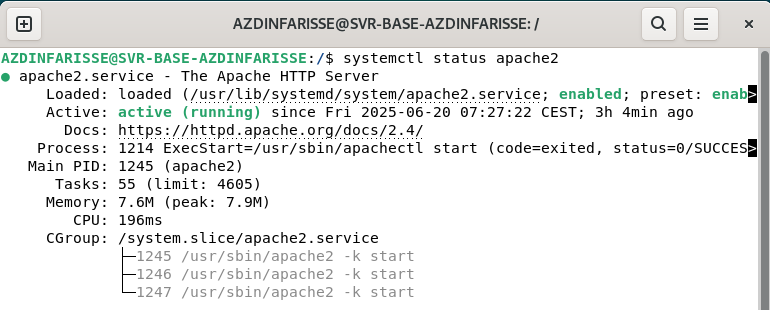 AZDINFARISSE@SVR-BASE-AZDINFARISSE: /
AZDINFARISSE@SVR-BASE-AZDINFARISSE:/$ systemctl status apache2
● apache2.service - The Apache HTTP Server
Loaded: loaded (/usr/lib/systemd/system/apache2.service; enabled; preset: enab>
Active: active (running) since Fri 2025-06-20 07:27:22 CEST; 3h 4min ago
Docs: https://httpd.apache.org/docs/2.4/
Process: 1214 ExecStart=/usr/sbin/apachectl start (code=exited, status=0/SUCCES>
Main PID: 1245 (apache2)
Tasks: 55 (limit: 4605)
Memory: 7.6M (peak: 7.9M)
CPU: 196ms
CGroup: /system.slice/apache2.service
├─1245 /usr/sbin/apache2 -k start
├─1246 /usr/sbin/apache2 -k start
└─1247 /usr/sbin/apache2 -k start